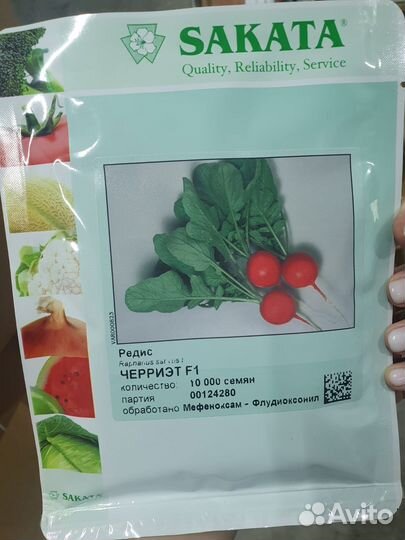 SAKATA®
Quality, Reliability, Service
Редис
ЧЕРРИЭТ F1
количество: 10 000 семян
партия 00124280
обработано Мефеноксам - Флудиоксонил
SAKATA
Avito